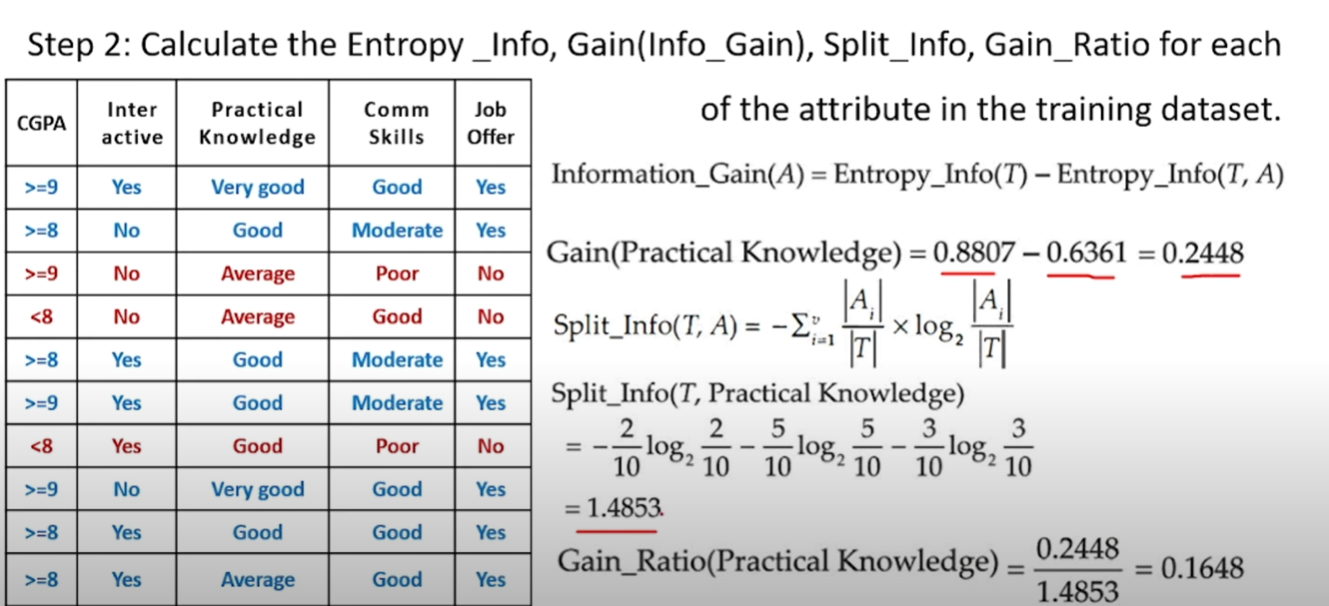 Step 2: Calculate the Entropy _Info, Gain(Info_Gain), Split_Info, Gain_Ratio for each
of the attribute in the training dataset.
CGPA | Inter active | Practical Knowledge | Comm Skills | Job Offer
>=9 | Yes | Very good | Good | Yes
>=8 | No | Good | Moderate | Yes
>=9 | No | Average | Poor | No
<8 | No | Average | Good | No
>=8 | Yes | Good | Moderate | Yes
>=9 | Yes | Good | Moderate | Yes
<8 | Yes | Good | Poor | No
>=9 | No | Very good | Good | Yes
>=8 | Yes | Good | Good | Yes
>=8 | Yes | Average | Good | Yes
Information_Gain(A) = Entropy_Info(T) – Entropy_Info(T, A)
Gain(Practical Knowledge) = 0.8807 – 0.6361 = 0.2448
Split_Info(T, A) = −Σ^v_{i=1} |A_i|/|T| × log₂ |A_i|/|T|
Split_Info(T, Practical Knowledge)
= − 2/10 log₂ 2/10 − 5/10 log₂ 5/10 − 3/10 log₂ 3/10
= 1.4853.
Gain_Ratio(Practical Knowledge) = 0.2448/1.4853 = 0.1648